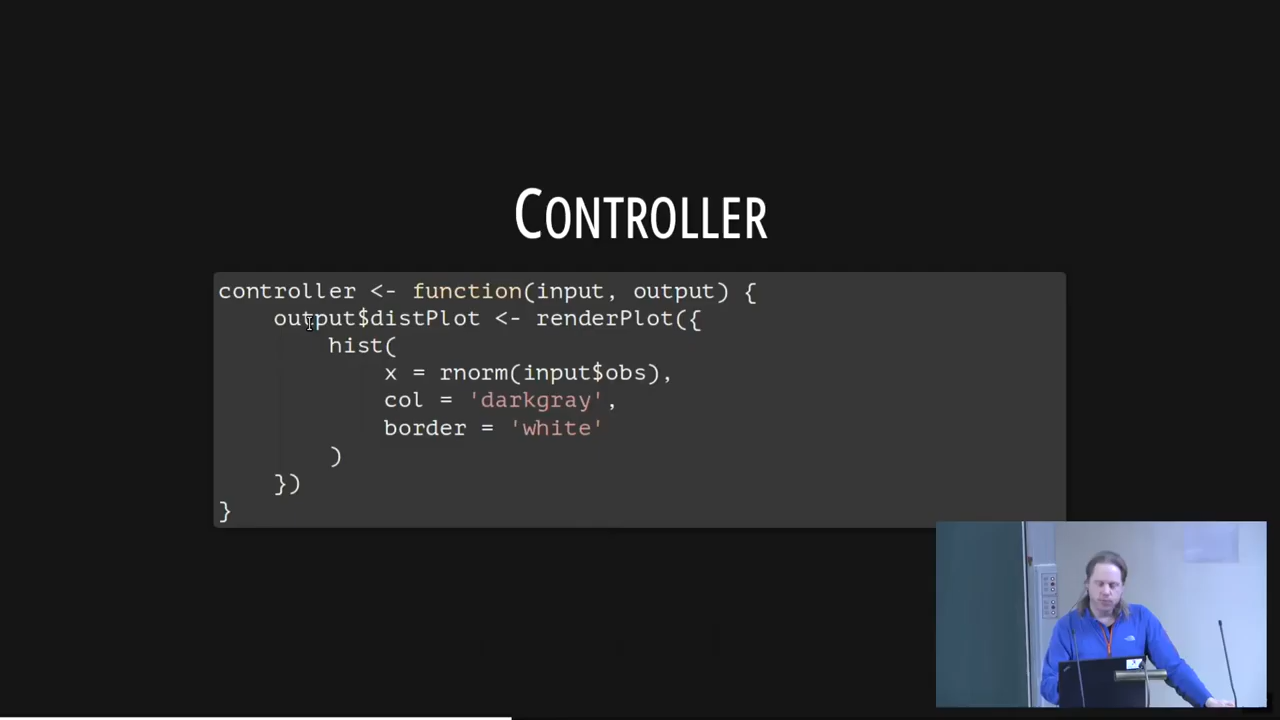 CONTROLLER
controller <- function(input, output) {
    output$distPlot <- renderPlot({
        hist(
            x = rnorm(input$obs),
            col = 'darkgray',
            border = 'white'
        )
    })
}